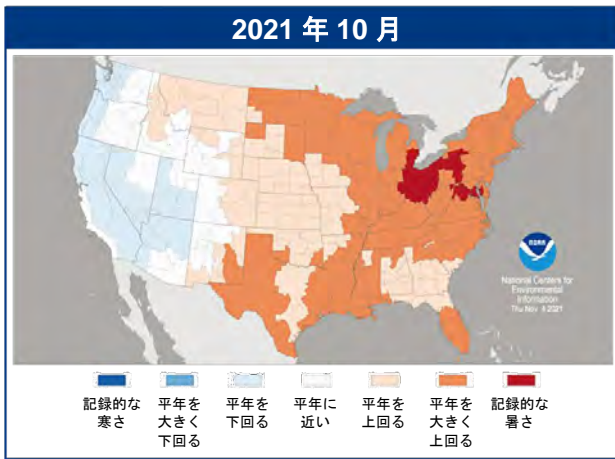 2021 年 10 月
NOAA
National Centers for
Environmental
Information
Thu Nov 4 2021
記録的な
寒さ
平年を
大きく
下回る
平年を
下回る
平年に
近い
平年を
上回る
平年を
大きく
上回る
記録的な
暑さ